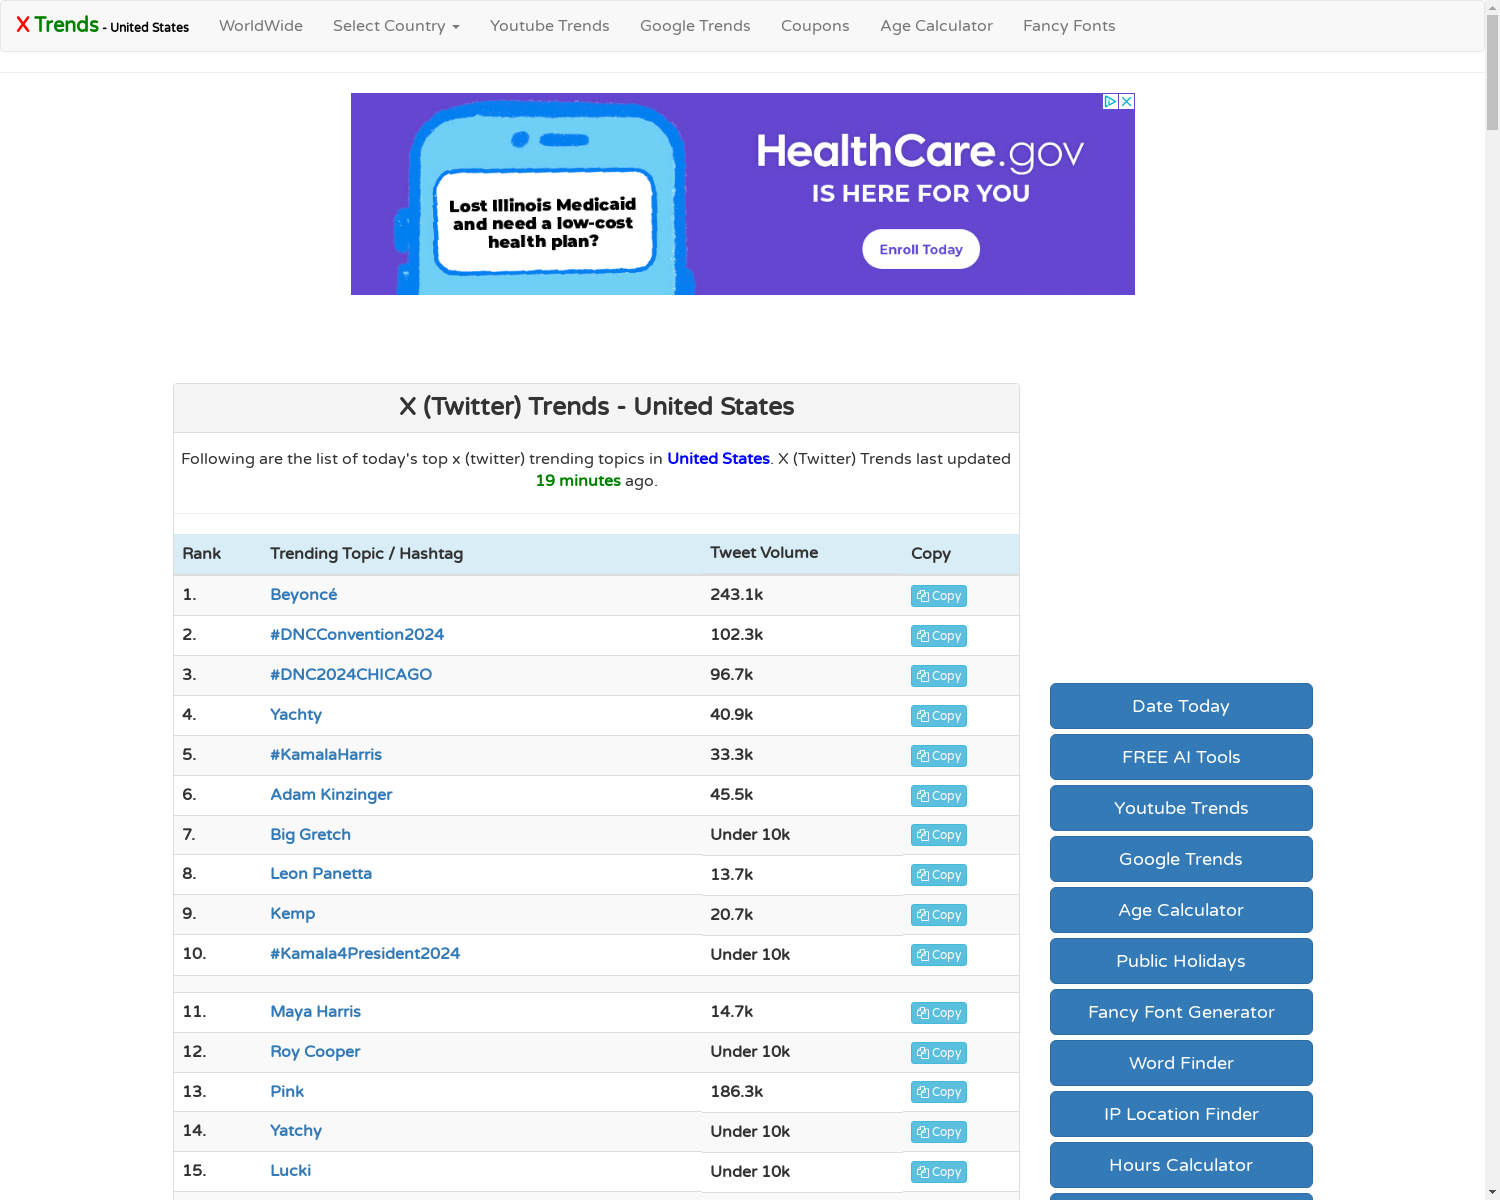 X Trends - United States WorldWide Select Country Youtube Trends Google Trends Coupons Age Calculator Fancy Fonts
Lost Illinois Medicaid
and need a low-cost
health plan?
HealthCare.gov
IS HERE FOR YOU
Enroll Today
X (Twitter) Trends - United States
Following are the list of today's top x (twitter) trending topics in United States. X (Twitter) Trends last updated
19 minutes ago.
Rank Trending Topic / Hashtag Tweet Volume Copy
1. Beyoncé 243.1k Copy
2. #DNCConvention2024 102.3k Copy
3. #DNC2024CHICAGO 96.7k Copy
4. Yachty 40.9k Copy
5. #KamalaHarris 33.3k Copy
6. Adam Kinzinger 45.5k Copy
7. Big Gretch Under 10k Copy
8. Leon Panetta 13.7k Copy
9. Kemp 20.7k Copy
10. #Kamala4President2024 Under 10k Copy
11. Maya Harris 14.7k Copy
12. Roy Cooper Under 10k Copy
13. Pink 186.3k Copy
14. Yatchy Under 10k Copy
15. Lucki Under 10k Copy
Date Today
FREE AI Tools
Youtube Trends
Google Trends
Age Calculator
Public Holidays
Fancy Font Generator
Word Finder
IP Location Finder
Hours Calculator